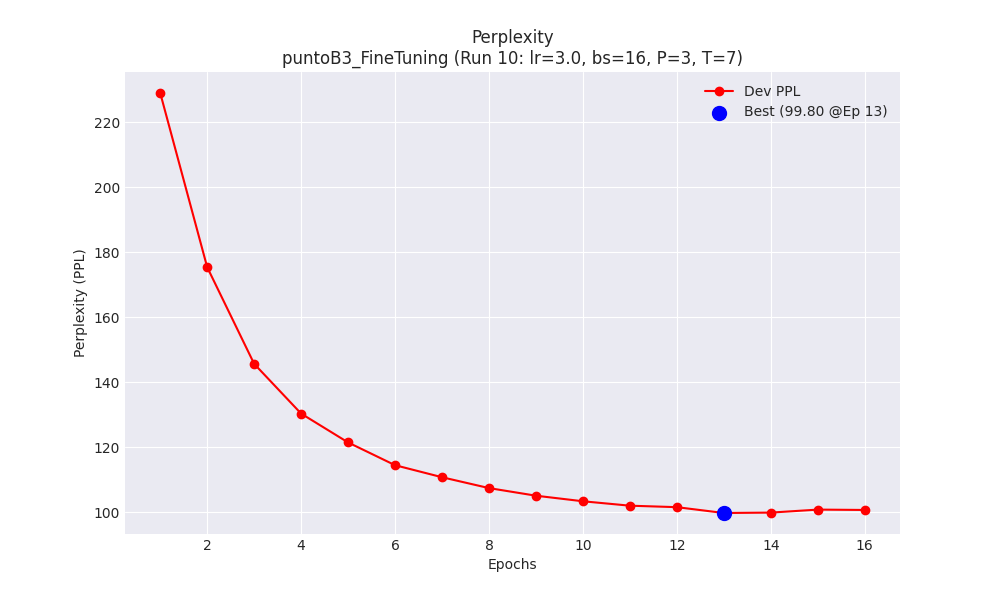 Perplexity
puntoB3_FineTuning (Run 10: lr=3.0, bs=16, P=3, T=7)
Dev PPL
Best (99.80 @Ep 13)
Perplexity (PPL)
220
200
180
160
140
120
100
2 4 6 8 10 12 14 16
Epochs